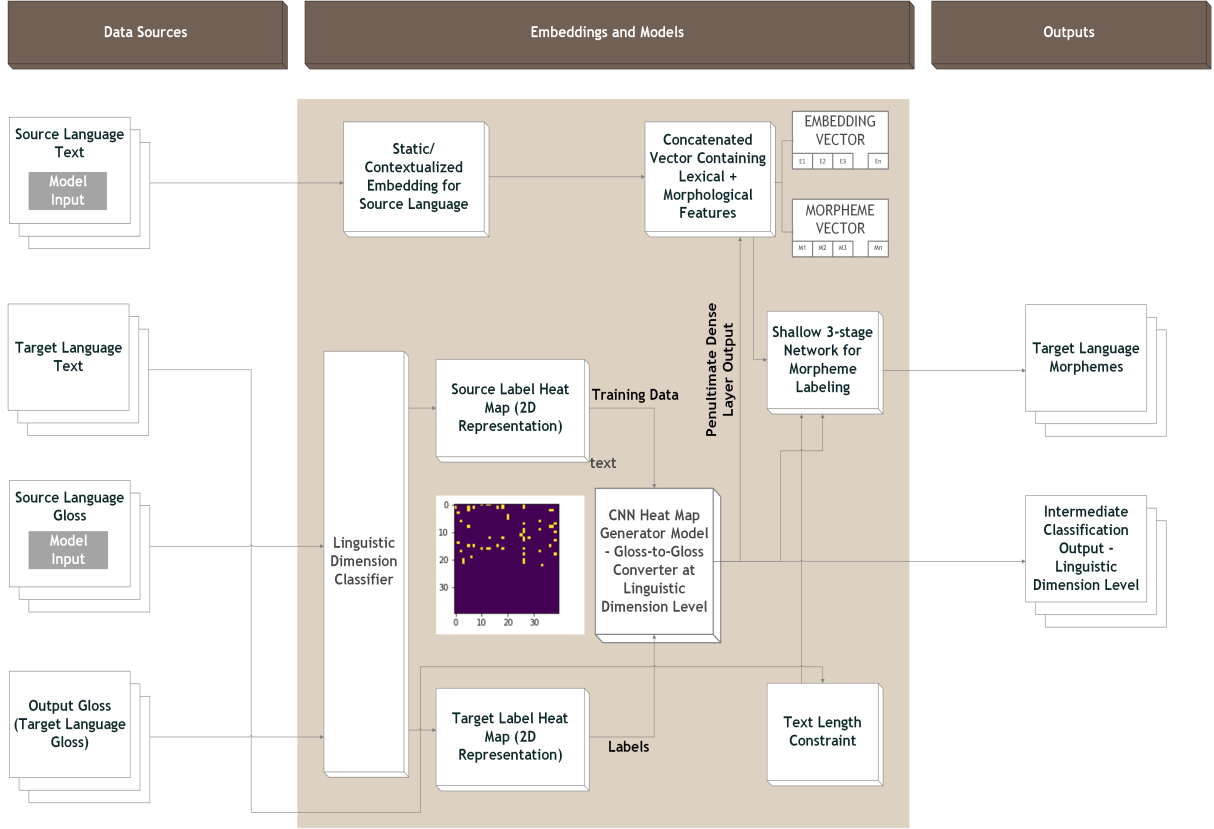 Data Sources
Embeddings and Models
Outputs
Source Language
Text
Model
Input
Static/
Contextualized
Embedding for
Source Language
Concatenated
Vector Containing
Lexical +
Morphological
Features
EMBEDDING
VECTOR
E1 E2 E3 En
MORPHEME
VECTOR
M1 M2 M3 Mn
Target Language
Text
Source Label Heat
Map (2D
Representation)
Training Data
text
Penultimate Dense
Layer Output
Shallow 3-stage
Network for
Morpheme
Labeling
Target Language
Morphemes
Source Language
Gloss
Model
Input
Linguistic
Dimension
Classifier
0
10
20
30
0 10 20 30
CNN Heat Map
Generator Model
- Gloss-to-Gloss
Converter at
Linguistic
Dimension Level
Intermediate
Classification
Output -
Linguistic
Dimension Level
Output Gloss
(Target Language
Gloss)
Target Label Heat
Map (2D
Representation)
Labels
Text Length
Constraint